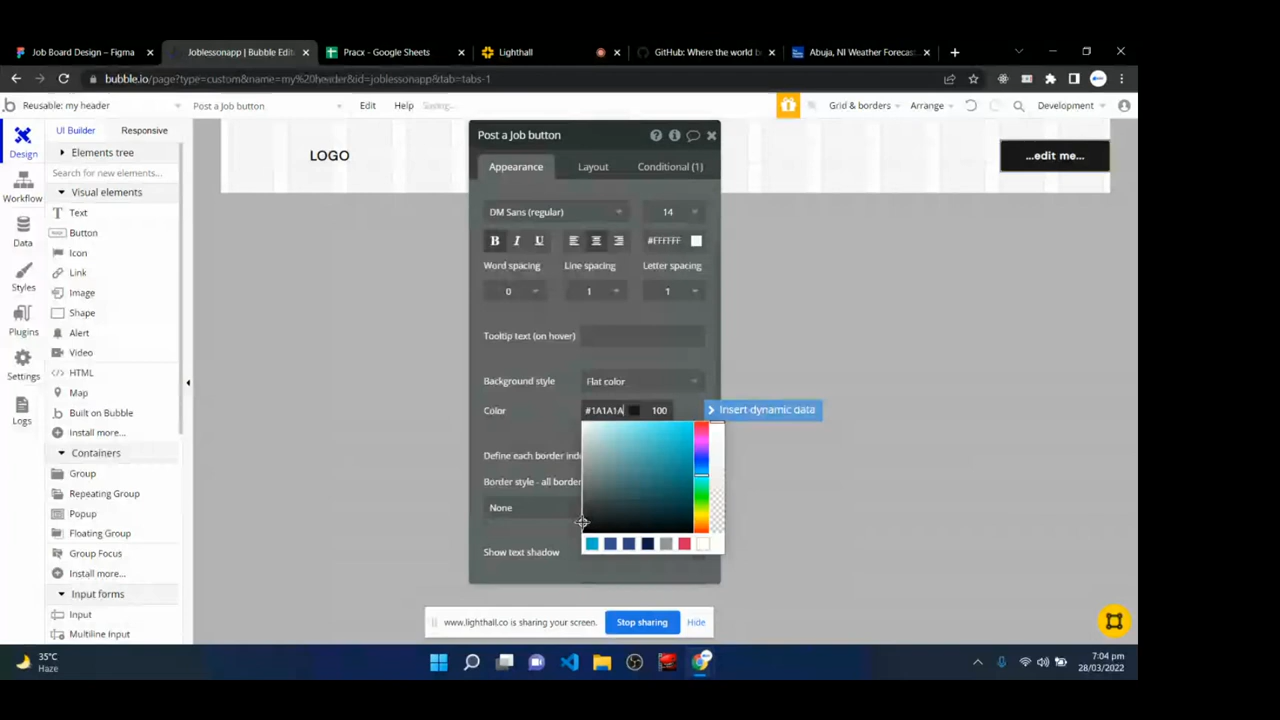 Job Board Design – Figma
Joblessonapp | Bubble Edit
Pracx - Google Sheets
Lighthall
GitHub: Where the world b
Abuja, NI Weather Forecas
bubble.io/page?type=custom&name=my%20header&id=joblessonapp&tab=tabs-1
Reusable: my header
Post a Job button
Edit
Help
Saving...
Grid & borders
Arrange
Development
UI Builder
Responsive
Design
Workflow
Data
Styles
Plugins
Settings
Logs
Elements tree
Search for new elements...
Visual elements
Text
Button
Icon
Link
Image
Shape
Alert
Video
</> HTML
Map
Built on Bubble
Install more...
Containers
Group
Repeating Group
Popup
Floating Group
Group Focus
Install more...
Input forms
Input
Multiline Input
LOGO
...edit me...
Post a Job button
Appearance
Layout
Conditional (1)
DM Sans (regular)
14
B I U
#FFFFFF
Word spacing
Line spacing
Letter spacing
0
1
1
Tooltip text (on hover)
Background style
Flat color
Color
#1A1A1A
100
Insert dynamic data
Define each border ind
Border style - all border
None
Show text shadow
www.lighthall.co is sharing your screen.
Stop sharing
Hide
35°C
Haze
7:04 pm
28/03/2022